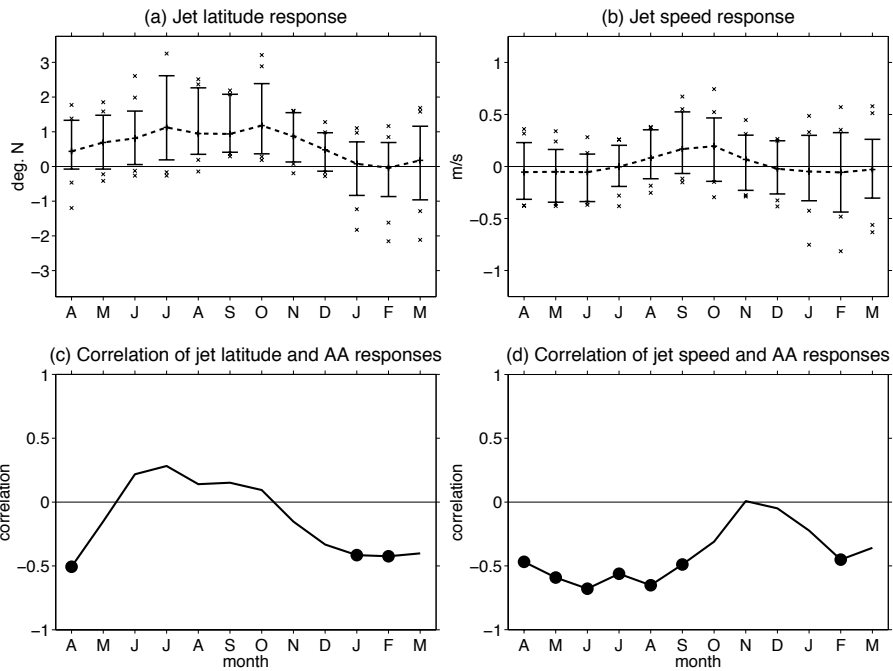 (a) Jet latitude response
3
2
1
0
−1
−2
−3
deg. N
A M J J A S O N D J F M
(b) Jet speed response
1
0.5
0
−0.5
−1
m/s
A M J J A S O N D J F M
(c) Correlation of jet latitude and AA responses
1
0.5
0
−0.5
−1
correlation
A M J J A S O N D J F M
month
(d) Correlation of jet speed and AA responses
1
0.5
0
−0.5
−1
correlation
A M J J A S O N D J F M
month